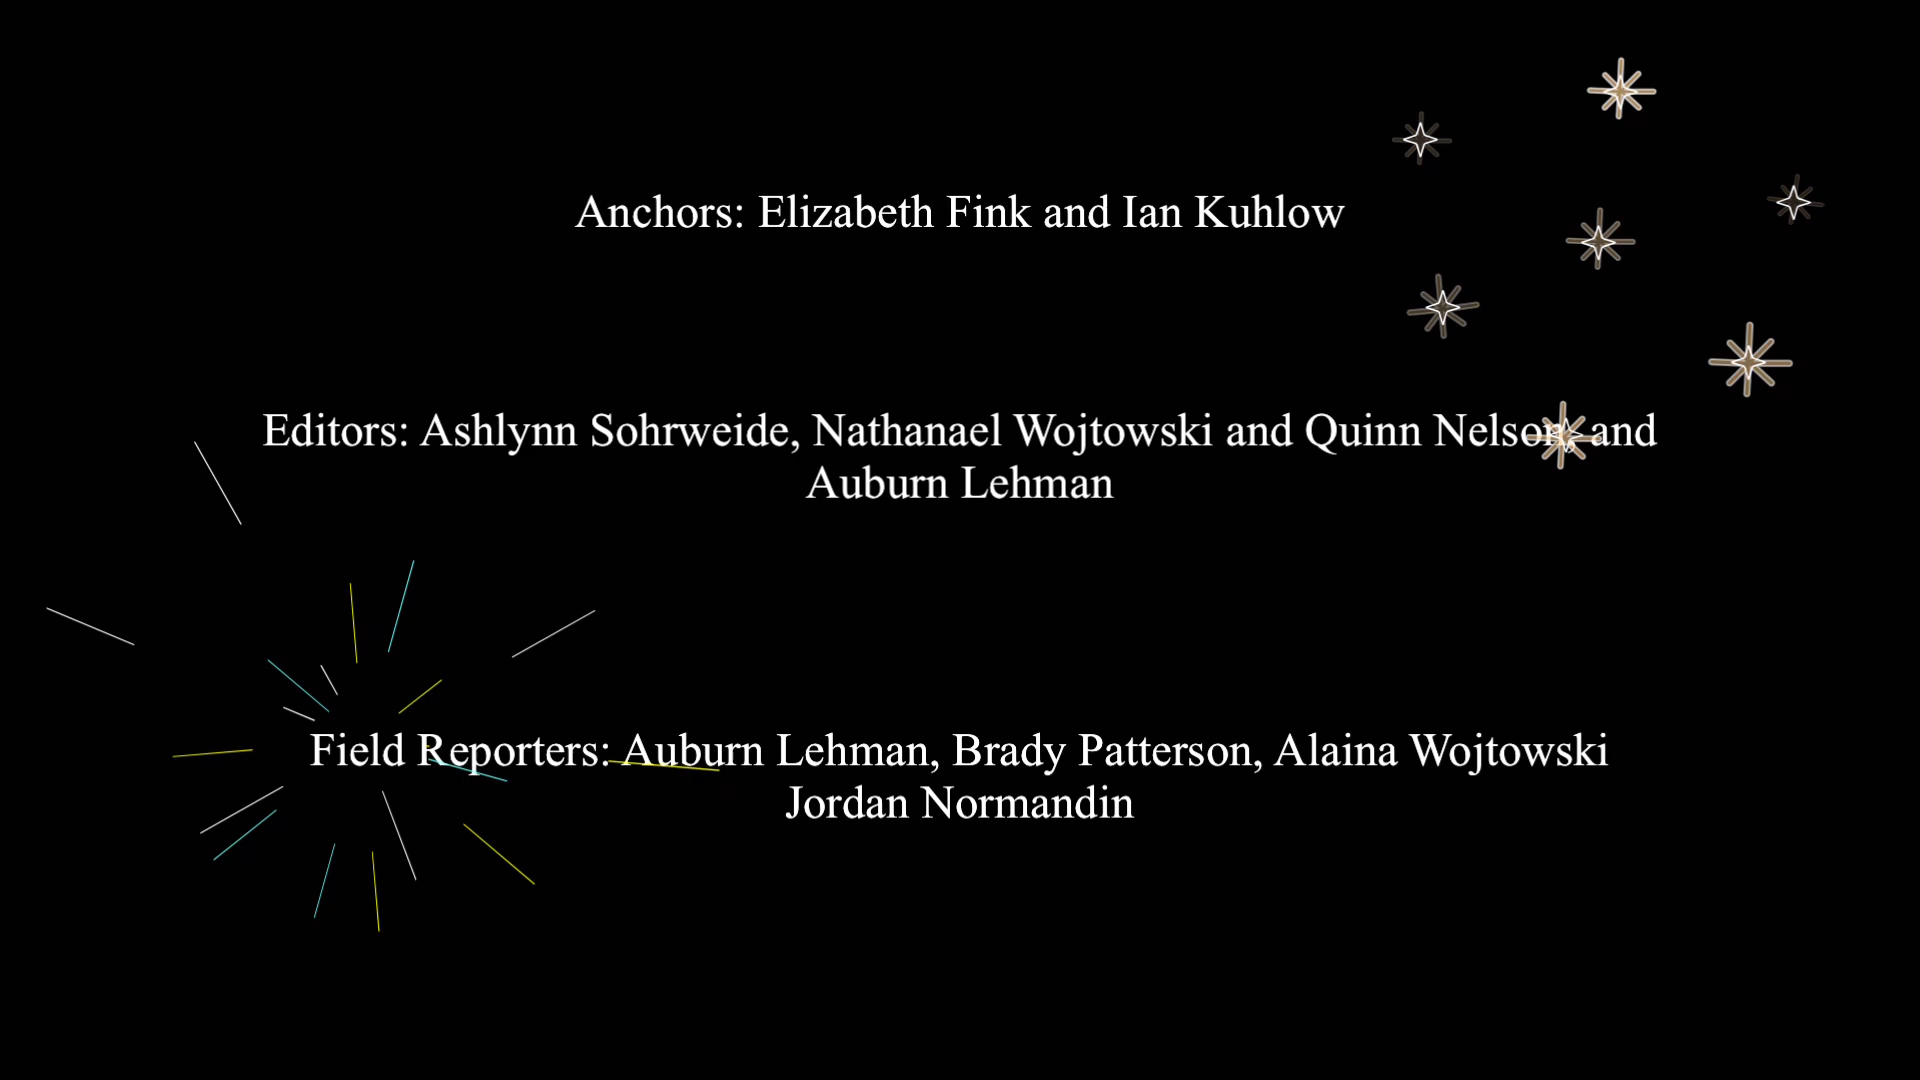 Anchors: Elizabeth Fink and Ian Kuhlow
Editors: Ashlynn Sohrweide, Nathanael Wojtowski and Quinn Nelson, and
Auburn Lehman
Field Reporters: Auburn Lehman, Brady Patterson, Alaina Wojtowski
Jordan Normandin